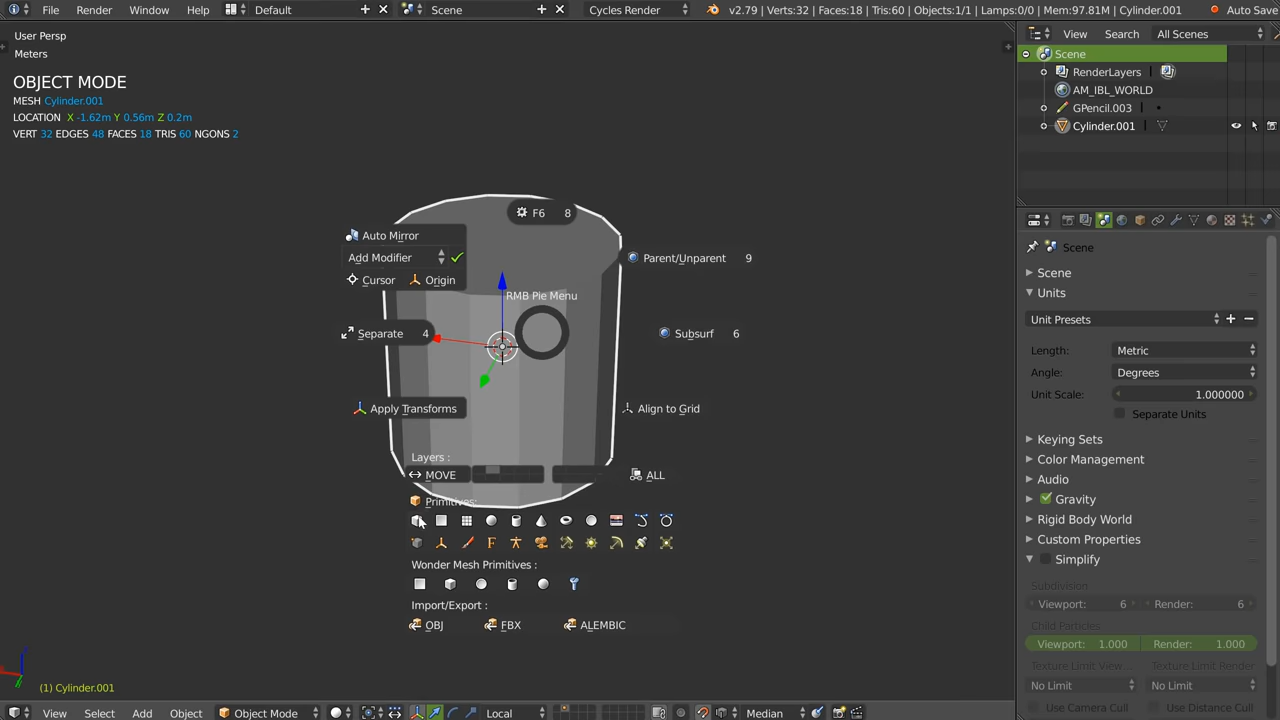 File Render Window Help Default Scene Cycles Render v2.79 | Verts:32 | Faces:18 | Tris:60 | Objects:1/1 | Lamps:0/0 | Mem:97.81M | Cylinder.001 Auto Save
User Persp
Meters
OBJECT MODE
MESH Cylinder.001
LOCATION X -1.62m Y 0.56m Z 0.2m
VERT 32 EDGES 48 FACES 18 TRIS 60 NGONS 2
F6 8
Auto Mirror
Add Modifier
Cursor Origin
Parent/Unparent 9
RMB Pie Menu
Separate 4
Subsurf 6
Apply Transforms
Align to Grid
Layers :
MOVE ALL
Primitives:
Wonder Mesh Primitives :
Import/Export :
OBJ FBX ALEMBIC
(1) Cylinder.001
View Select Add Object Object Mode Local Median
View Search All Scenes
Scene
RenderLayers
AM_IBL_WORLD
GPencil.003
Cylinder.001
Scene
Scene
Units
Unit Presets
Length: Metric
Angle: Degrees
Unit Scale: 1.000000
Separate Units
Keying Sets
Color Management
Audio
Gravity
Rigid Body World
Custom Properties
Simplify
Subdivision
Viewport: 6 Render: 6
Child Particles
Viewport: 1.000 Render: 1.000
Texture Limit View... Texture Limit Render
No Limit No Limit
Use Camera Cull Use Distance Cull